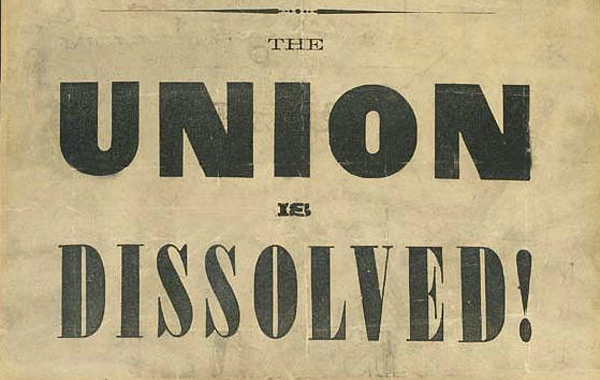 THE
UNION
IS
DISSOLVED!